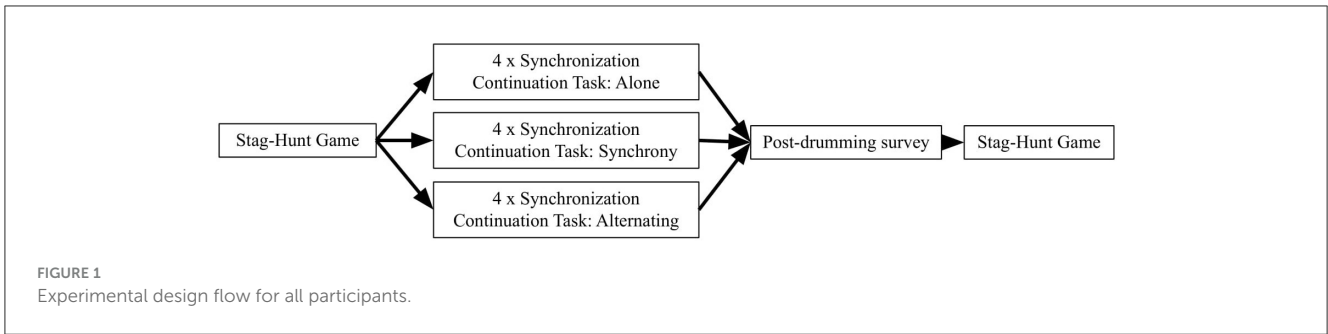 Stag-Hunt Game
4 x Synchronization
Continuation Task: Alone
4 x Synchronization
Continuation Task: Synchrony
4 x Synchronization
Continuation Task: Alternating
Post-drumming survey
Stag-Hunt Game
FIGURE 1
Experimental design flow for all participants.